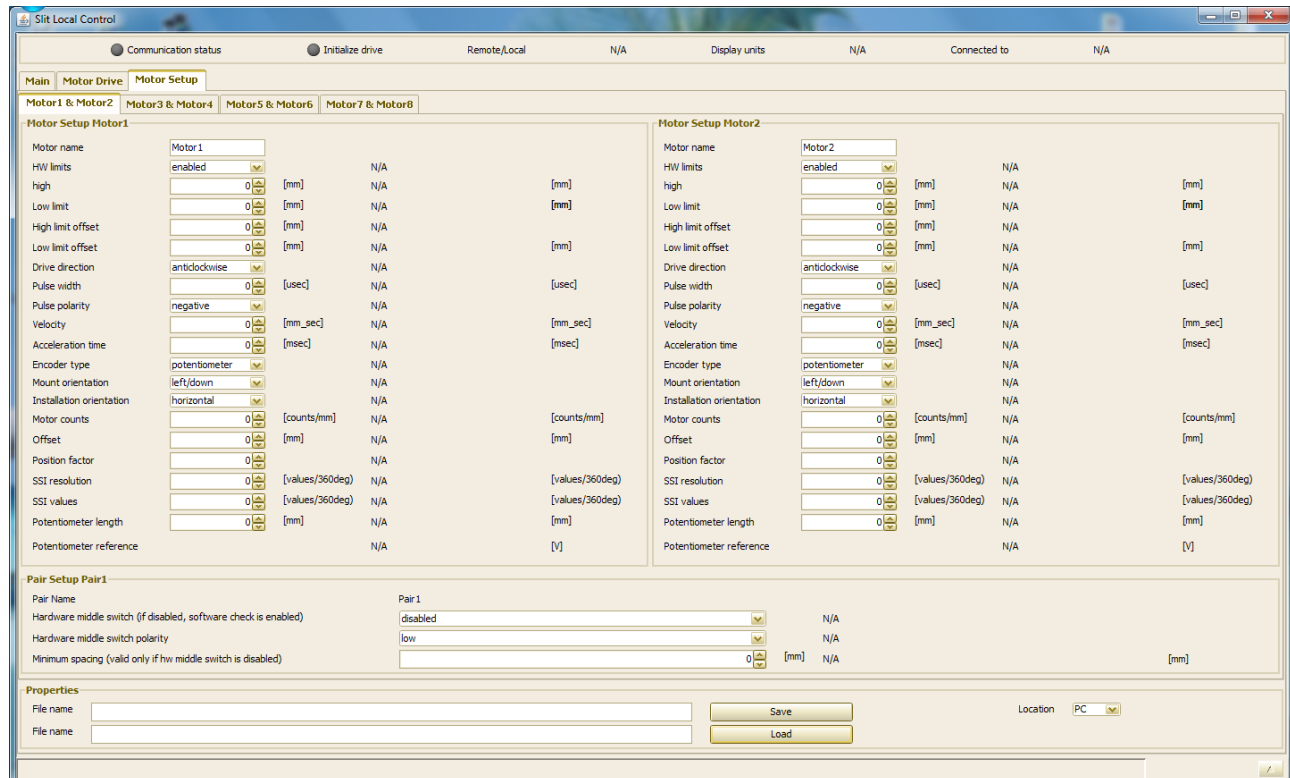 Slit Local Control
Communication status Initialize drive Remote/Local N/A Display units N/A Connected to N/A
Main Motor Drive Motor Setup
Motor1 & Motor2 Motor3 & Motor4 Motor5 & Motor6 Motor7 & Motor8
Motor Setup Motor1
Motor name Motor1
HW limits enabled N/A
high 0 [mm] N/A [mm]
Low limit 0 [mm] N/A [mm]
High limit offset 0 [mm] N/A
Low limit offset 0 [mm] N/A [mm]
Drive direction anticlockwise N/A
Pulse width 0 [usec] N/A [usec]
Pulse polarity negative N/A
Velocity 0 [mm_sec] N/A [mm_sec]
Acceleration time 0 [msec] N/A [msec]
Encoder type potentiometer N/A
Mount orientation left/down N/A
Installation orientation horizontal N/A
Motor counts 0 [counts/mm] N/A [counts/mm]
Offset 0 [mm] N/A [mm]
Position factor 0 N/A
SSI resolution 0 [values/360deg) N/A [values/360deg)
SSI values 0 [values/360deg) N/A [values/360deg)
Potentiometer length 0 [mm] N/A [mm]
Potentiometer reference N/A [V]
Motor Setup Motor2
Motor name Motor2
HW limits enabled N/A
high 0 [mm] N/A [mm]
Low limit 0 [mm] N/A [mm]
High limit offset 0 [mm] N/A
Low limit offset 0 [mm] N/A [mm]
Drive direction anticlockwise N/A
Pulse width 0 [usec] N/A [usec]
Pulse polarity negative N/A
Velocity 0 [mm_sec] N/A [mm_sec]
Acceleration time 0 [msec] N/A [msec]
Encoder type potentiometer N/A
Mount orientation left/down N/A
Installation orientation horizontal N/A
Motor counts 0 [counts/mm] N/A [counts/mm]
Offset 0 [mm] N/A [mm]
Position factor 0 N/A
SSI resolution 0 [values/360deg) N/A [values/360deg)
SSI values 0 [values/360deg) N/A [values/360deg)
Potentiometer length 0 [mm] N/A [mm]
Potentiometer reference N/A [V]
Pair Setup Pair1
Pair Name Pair1
Hardware middle switch (if disabled, software check is enabled) disabled N/A
Hardware middle switch polarity low N/A
Minimum spacing (valid only if hw middle switch is disabled) 0 [mm] N/A [mm]
Properties
File name Save Location PC
File name Load
/